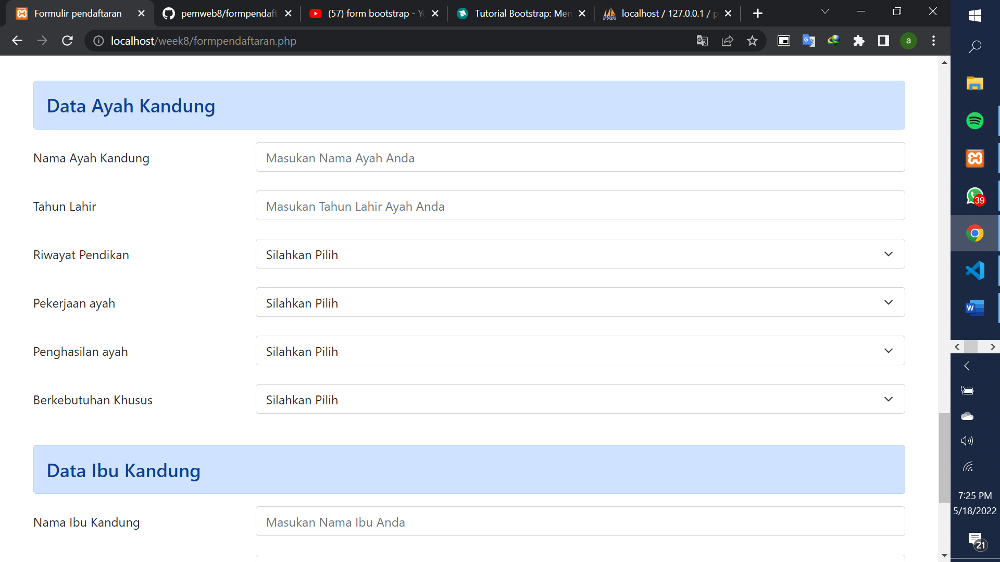 Formulir pendaftaran
pemweb8/formpendaft
(57) form bootstrap - Yo
Tutorial Bootstrap: Mem
localhost / 127.0.0.1 / p
localhost/week8/formpendaftaran.php
a
Data Ayah Kandung
Nama Ayah Kandung
Masukan Nama Ayah Anda
Tahun Lahir
Masukan Tahun Lahir Ayah Anda
Riwayat Pendikan
Silahkan Pilih
Pekerjaan ayah
Silahkan Pilih
Penghasilan ayah
Silahkan Pilih
Berkebutuhan Khusus
Silahkan Pilih
Data Ibu Kandung
Nama Ibu Kandung
Masukan Nama Ibu Anda
39
7:25 PM
5/18/2022
21